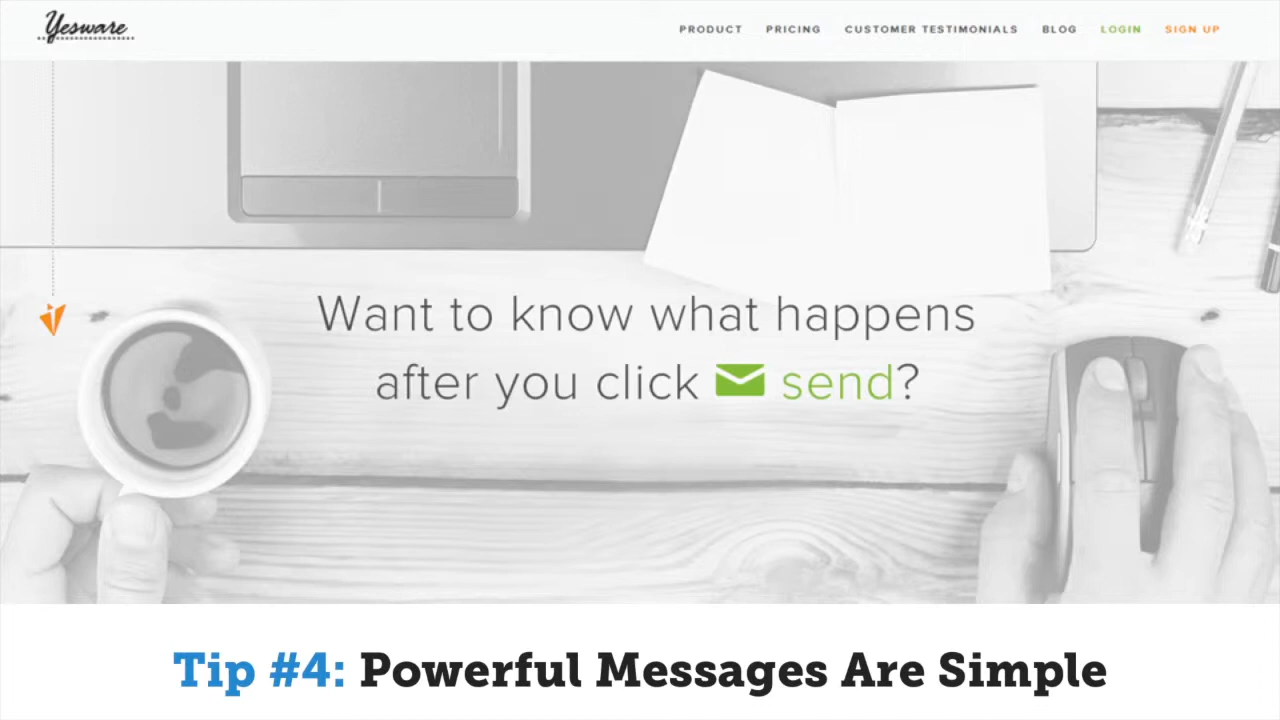 Yesware
PRODUCT PRICING CUSTOMER TESTIMONIALS BLOG LOGIN SIGN UP
Want to know what happens
after you click send?
Tip #4: Powerful Messages Are Simple